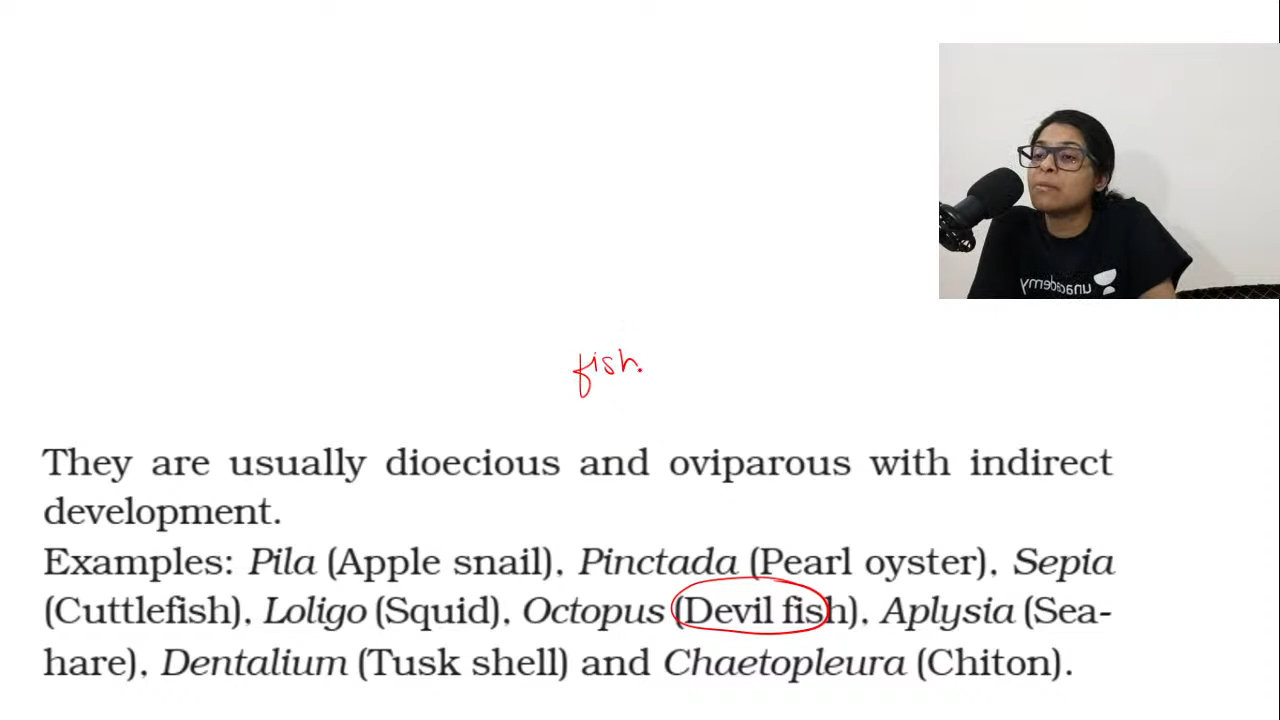 unacademy
fish.
They are usually dioecious and oviparous with indirect
development.
Examples: Pila (Apple snail), Pinctada (Pearl oyster), Sepia
(Cuttlefish), Loligo (Squid), Octopus (Devil fish), Aplysia (Sea-
hare), Dentalium (Tusk shell) and Chaetopleura (Chiton).